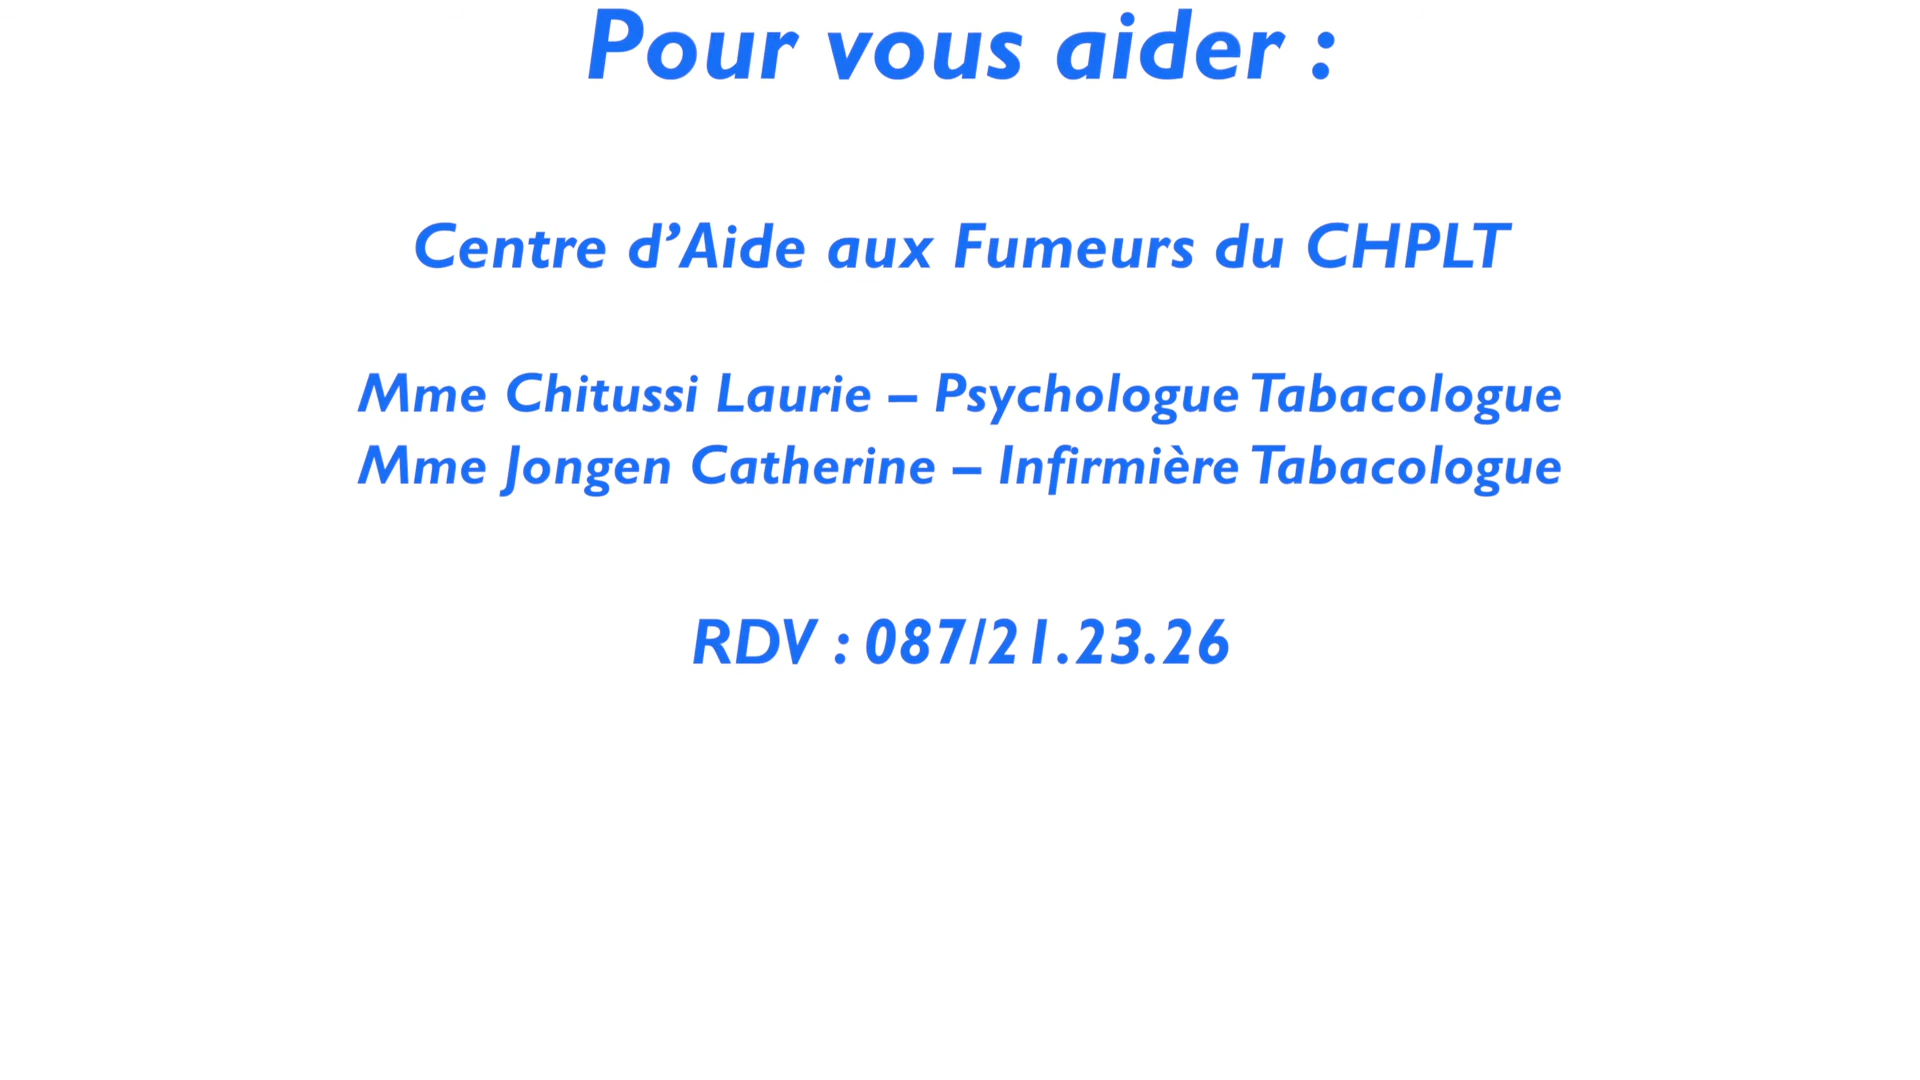 Pour vous aider :
Centre d’Aide aux Fumeurs du CHPLT
Mme Chitussi Laurie – Psychologue Tabacologue
Mme Jongen Catherine – Infirmière Tabacologue
RDV : 087/21.23.26